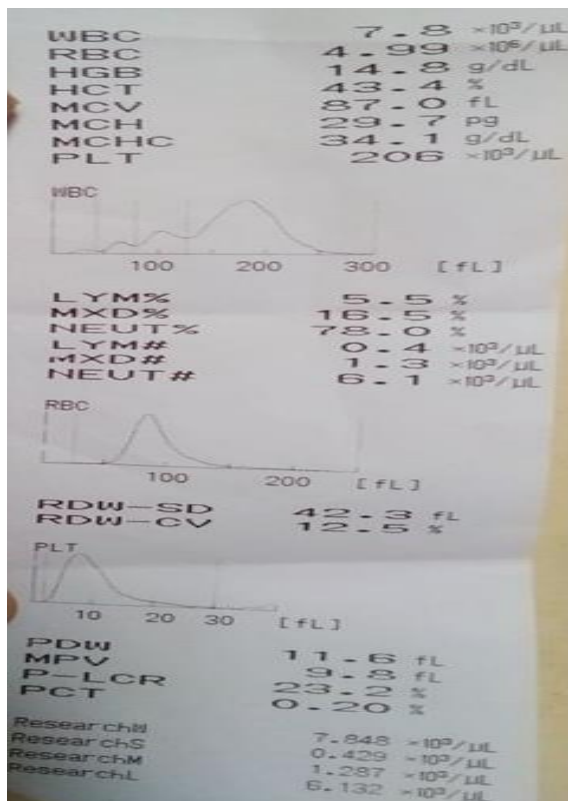 WBC 7.8 ×10³/µL
RBC 4.99 ×10⁶/µL
HGB 14.8 g/dL
HCT 43.4 %
MCV 87.0 fL
MCH 29.7 pg
MCHC 34.1 g/dL
PLT 206 ×10³/µL
WBC
100 200 300 [fL]
LYM% 5.5 %
MXD% 16.5 %
NEUT% 78.0 %
LYM# 0.4 ×10³/µL
MXD# 1.3 ×10³/µL
NEUT# 6.1 ×10³/µL
RBC
100 200 [fL]
RDW-SD 42.3 fL
RDW-CV 12.5 %
PLT
10 20 30 [fL]
PDW 11.6 fL
MPV 9.8 fL
P-LCR 23.2 %
PCT 0.20 %
ResearchW 7.848 ×10³/µL
ResearchS 0.429 ×10³/µL
ResearchM 1.287 ×10³/µL
ResearchL 6.132 ×10³/µL